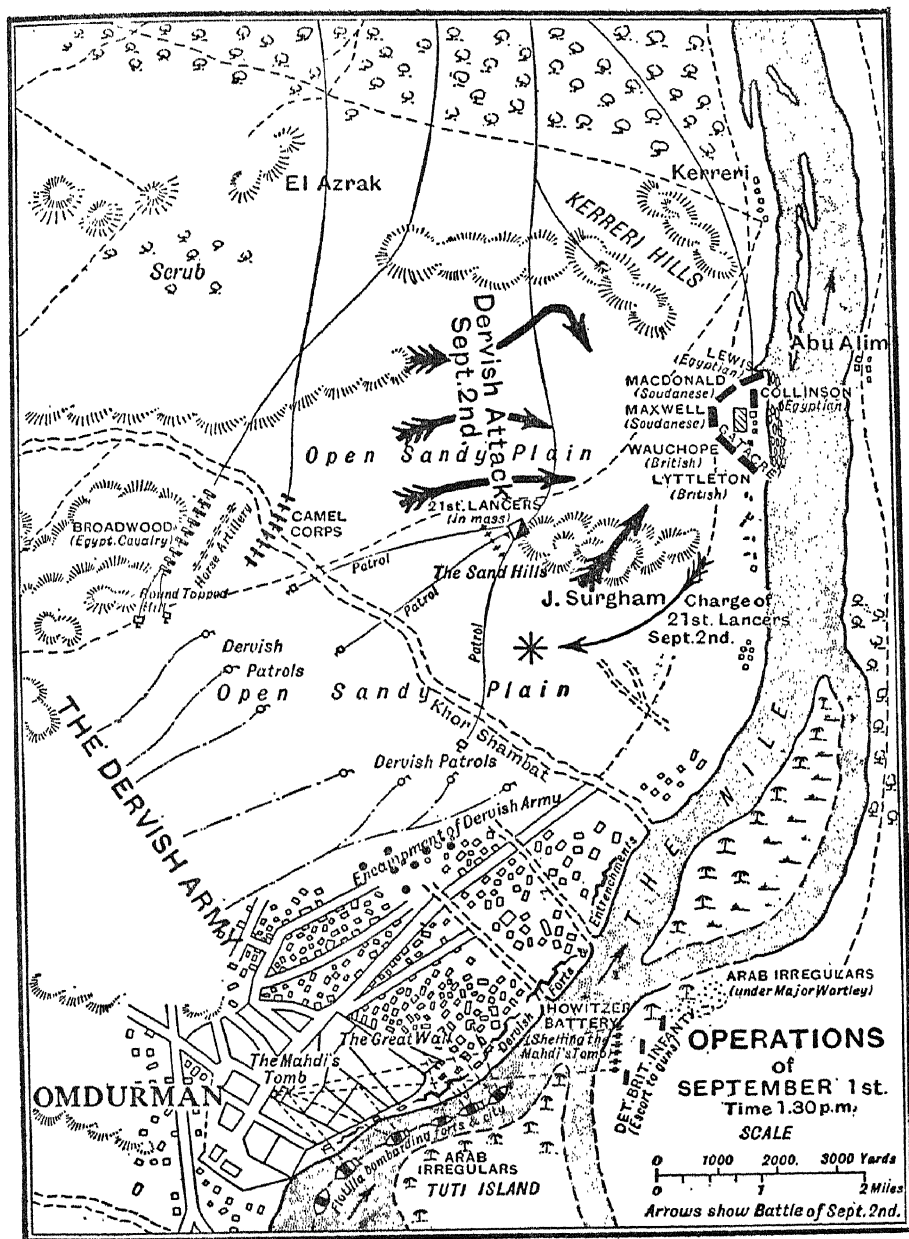 Kerreri
El Azrak
KERRERI HILLS
Scrub
Dervish Attack
Sept. 2nd.
Abu Alim
LEWIS
(Egyptian)
MACDONALD
(Soudanese)
COLLINSON
(Egyptian)
MAXWELL
(Soudanese)
GATACRE
WAUCHOPE
(British)
LYTTLETON
(British)
Open Sandy Plain
21st. LANCERS
(in mass)
BROADWOOD
(Egypt. Cavalry)
Horse Artillery
CAMEL
CORPS
Patrol
The Sand Hills
Round Topped
Hill
Patrol
J. Surgham
Charge of
21st. Lancers
Sept. 2nd.
Patrol
Dervish
Patrols
Open Sandy Plain
Khor Shambat
THE DERVISH ARMY
Dervish Patrols
Encampment of Dervish Army
THE NILE
Dervish Forts & Entrenchments
ARAB IRREGULARS
(under Major Wortley)
HOWITZER
BATTERY
(Shelling the
Mahdi's Tomb)
The Great Wall
The Mahdi's
Tomb
OMDURMAN
DET. BRIT. INFANTY
(Escort to guns)
Flotilla bombarding forts & city
ARAB
IRREGULARS
TUTI ISLAND
OPERATIONS
of
SEPTEMBER 1st.
Time 1.30 p.m.
SCALE
0 1000 2000. 3000 Yards
0 1 2 Miles
Arrows show Battle of Sept. 2nd.